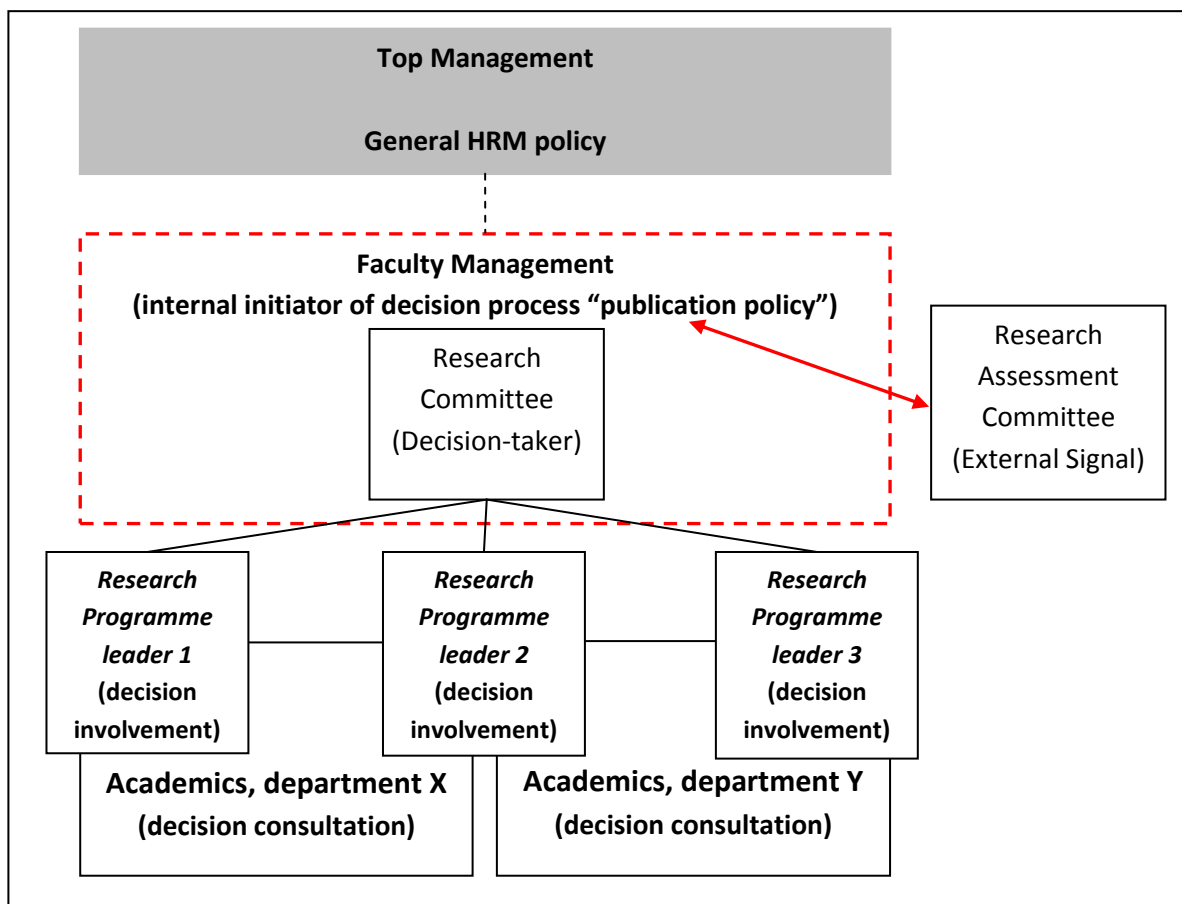 Top Management
General HRM policy
Faculty Management
(internal initiator of decision process “publication policy”)
Research
Committee
(Decision-taker)
Research
Assessment
Committee
(External Signal)
Research
Programme
leader 1
(decision
involvement)
Research
Programme
leader 2
(decision
involvement)
Research
Programme
leader 3
(decision
involvement)
Academics, department X
(decision consultation)
Academics, department Y
(decision consultation)